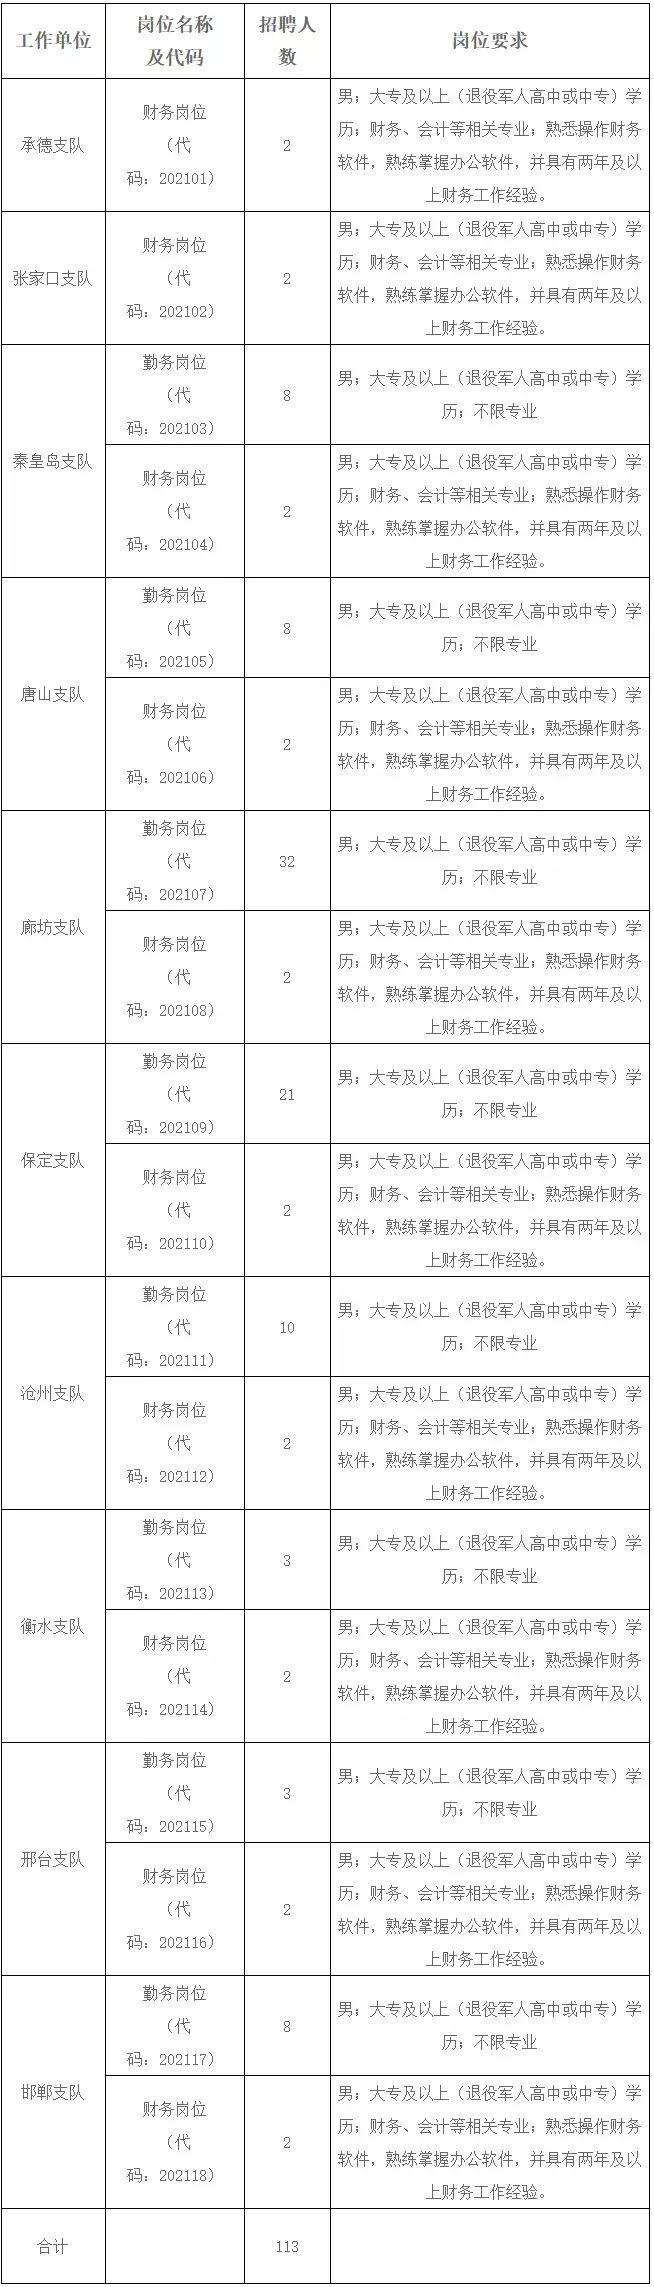 工作单位
岗位名称
及代码
招聘人
数
岗位要求
承德支队
财务岗位
（代
码：202101）
2
男；大专及以上（退役军人高中或中专）学
历；财务、会计等相关专业；熟悉操作财务
软件，熟练掌握办公软件，并具有两年及以
上财务工作经验。
张家口支队
财务岗位
（代
码：202102）
2
男；大专及以上（退役军人高中或中专）学
历；财务、会计等相关专业；熟悉操作财务
软件，熟练掌握办公软件，并具有两年及以
上财务工作经验。
秦皇岛支队
勤务岗位
（代
码：202103）
8
男；大专及以上（退役军人高中或中专）学
历；不限专业
财务岗位
（代
码：202104）
2
男；大专及以上（退役军人高中或中专）学
历；财务、会计等相关专业；熟悉操作财务
软件，熟练掌握办公软件，并具有两年及以
上财务工作经验。
唐山支队
勤务岗位
（代
码：202105）
8
男；大专及以上（退役军人高中或中专）学
历；不限专业
财务岗位
（代
码：202106）
2
男；大专及以上（退役军人高中或中专）学
历；财务、会计等相关专业；熟悉操作财务
软件，熟练掌握办公软件，并具有两年及以
上财务工作经验。
廊坊支队
勤务岗位
（代
码：202107）
32
男；大专及以上（退役军人高中或中专）学
历；不限专业
财务岗位
（代
码：202108）
2
男；大专及以上（退役军人高中或中专）学
历；财务、会计等相关专业；熟悉操作财务
软件，熟练掌握办公软件，并具有两年及以
上财务工作经验。
保定支队
勤务岗位
（代
码：202109）
21
男；大专及以上（退役军人高中或中专）学
历；不限专业
财务岗位
（代
码：202110）
2
男；大专及以上（退役军人高中或中专）学
历；财务、会计等相关专业；熟悉操作财务
软件，熟练掌握办公软件，并具有两年及以
上财务工作经验。
沧州支队
勤务岗位
（代
码：202111）
10
男；大专及以上（退役军人高中或中专）学
历；不限专业
财务岗位
（代
码：202112）
2
男；大专及以上（退役军人高中或中专）学
历；财务、会计等相关专业；熟悉操作财务
软件，熟练掌握办公软件，并具有两年及以
上财务工作经验。
衡水支队
勤务岗位
（代
码：202113）
3
男；大专及以上（退役军人高中或中专）学
历；不限专业
财务岗位
（代
码：202114）
2
男；大专及以上（退役军人高中或中专）学
历；财务、会计等相关专业；熟悉操作财务
软件，熟练掌握办公软件，并具有两年及以
上财务工作经验。
邢台支队
勤务岗位
（代
码：202115）
3
男；大专及以上（退役军人高中或中专）学
历；不限专业
财务岗位
（代
码：202116）
2
男；大专及以上（退役军人高中或中专）学
历；财务、会计等相关专业；熟悉操作财务
软件，熟练掌握办公软件，并具有两年及以
上财务工作经验。
邯郸支队
勤务岗位
（代
码：202117）
8
男；大专及以上（退役军人高中或中专）学
历；不限专业
财务岗位
（代
码：202118）
2
男；大专及以上（退役军人高中或中专）学
历；财务、会计等相关专业；熟悉操作财务
软件，熟练掌握办公软件，并具有两年及以
上财务工作经验。
合计
113